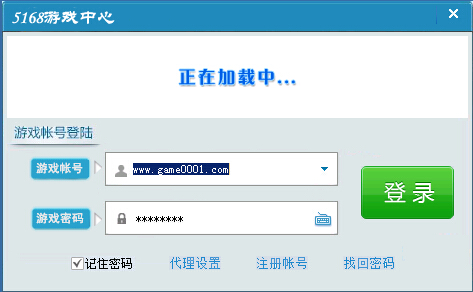 5168游戏中心
正在加载中...
游戏帐号登陆
游戏帐号 www.game0001.com
游戏密码 ********
登录
记住密码 代理设置 注册帐号 找回密码